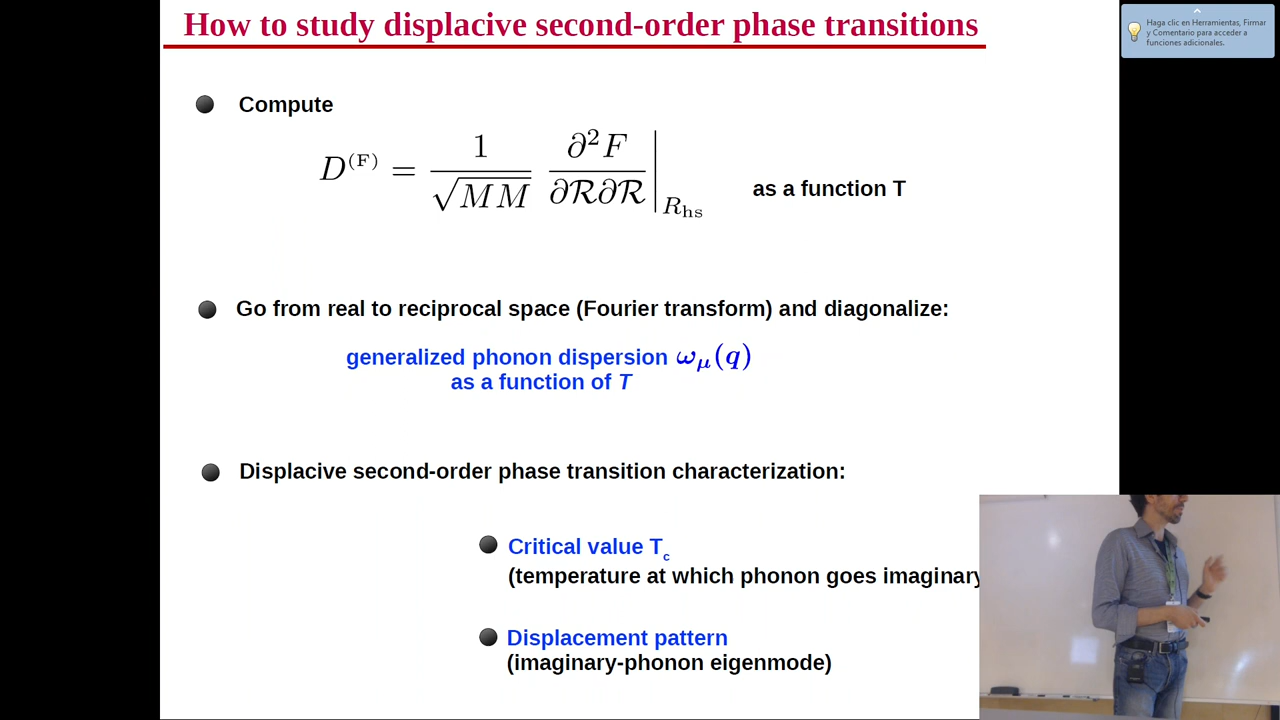 How to study displacive second-order phase transitions
Haga clic en Herramientas, Firmar
y Comentario para acceder a
funciones adicionales.
Compute
D^(F) = 1/√(MM) ∂²F/∂ℛ∂ℛ |_{R_hs} as a function T
Go from real to reciprocal space (Fourier transform) and diagonalize:
generalized phonon dispersion ω_μ(q)
as a function of T
Displacive second-order phase transition characterization:
Critical value T_c
(temperature at which phonon goes imaginary
Displacement pattern
(imaginary-phonon eigenmode)